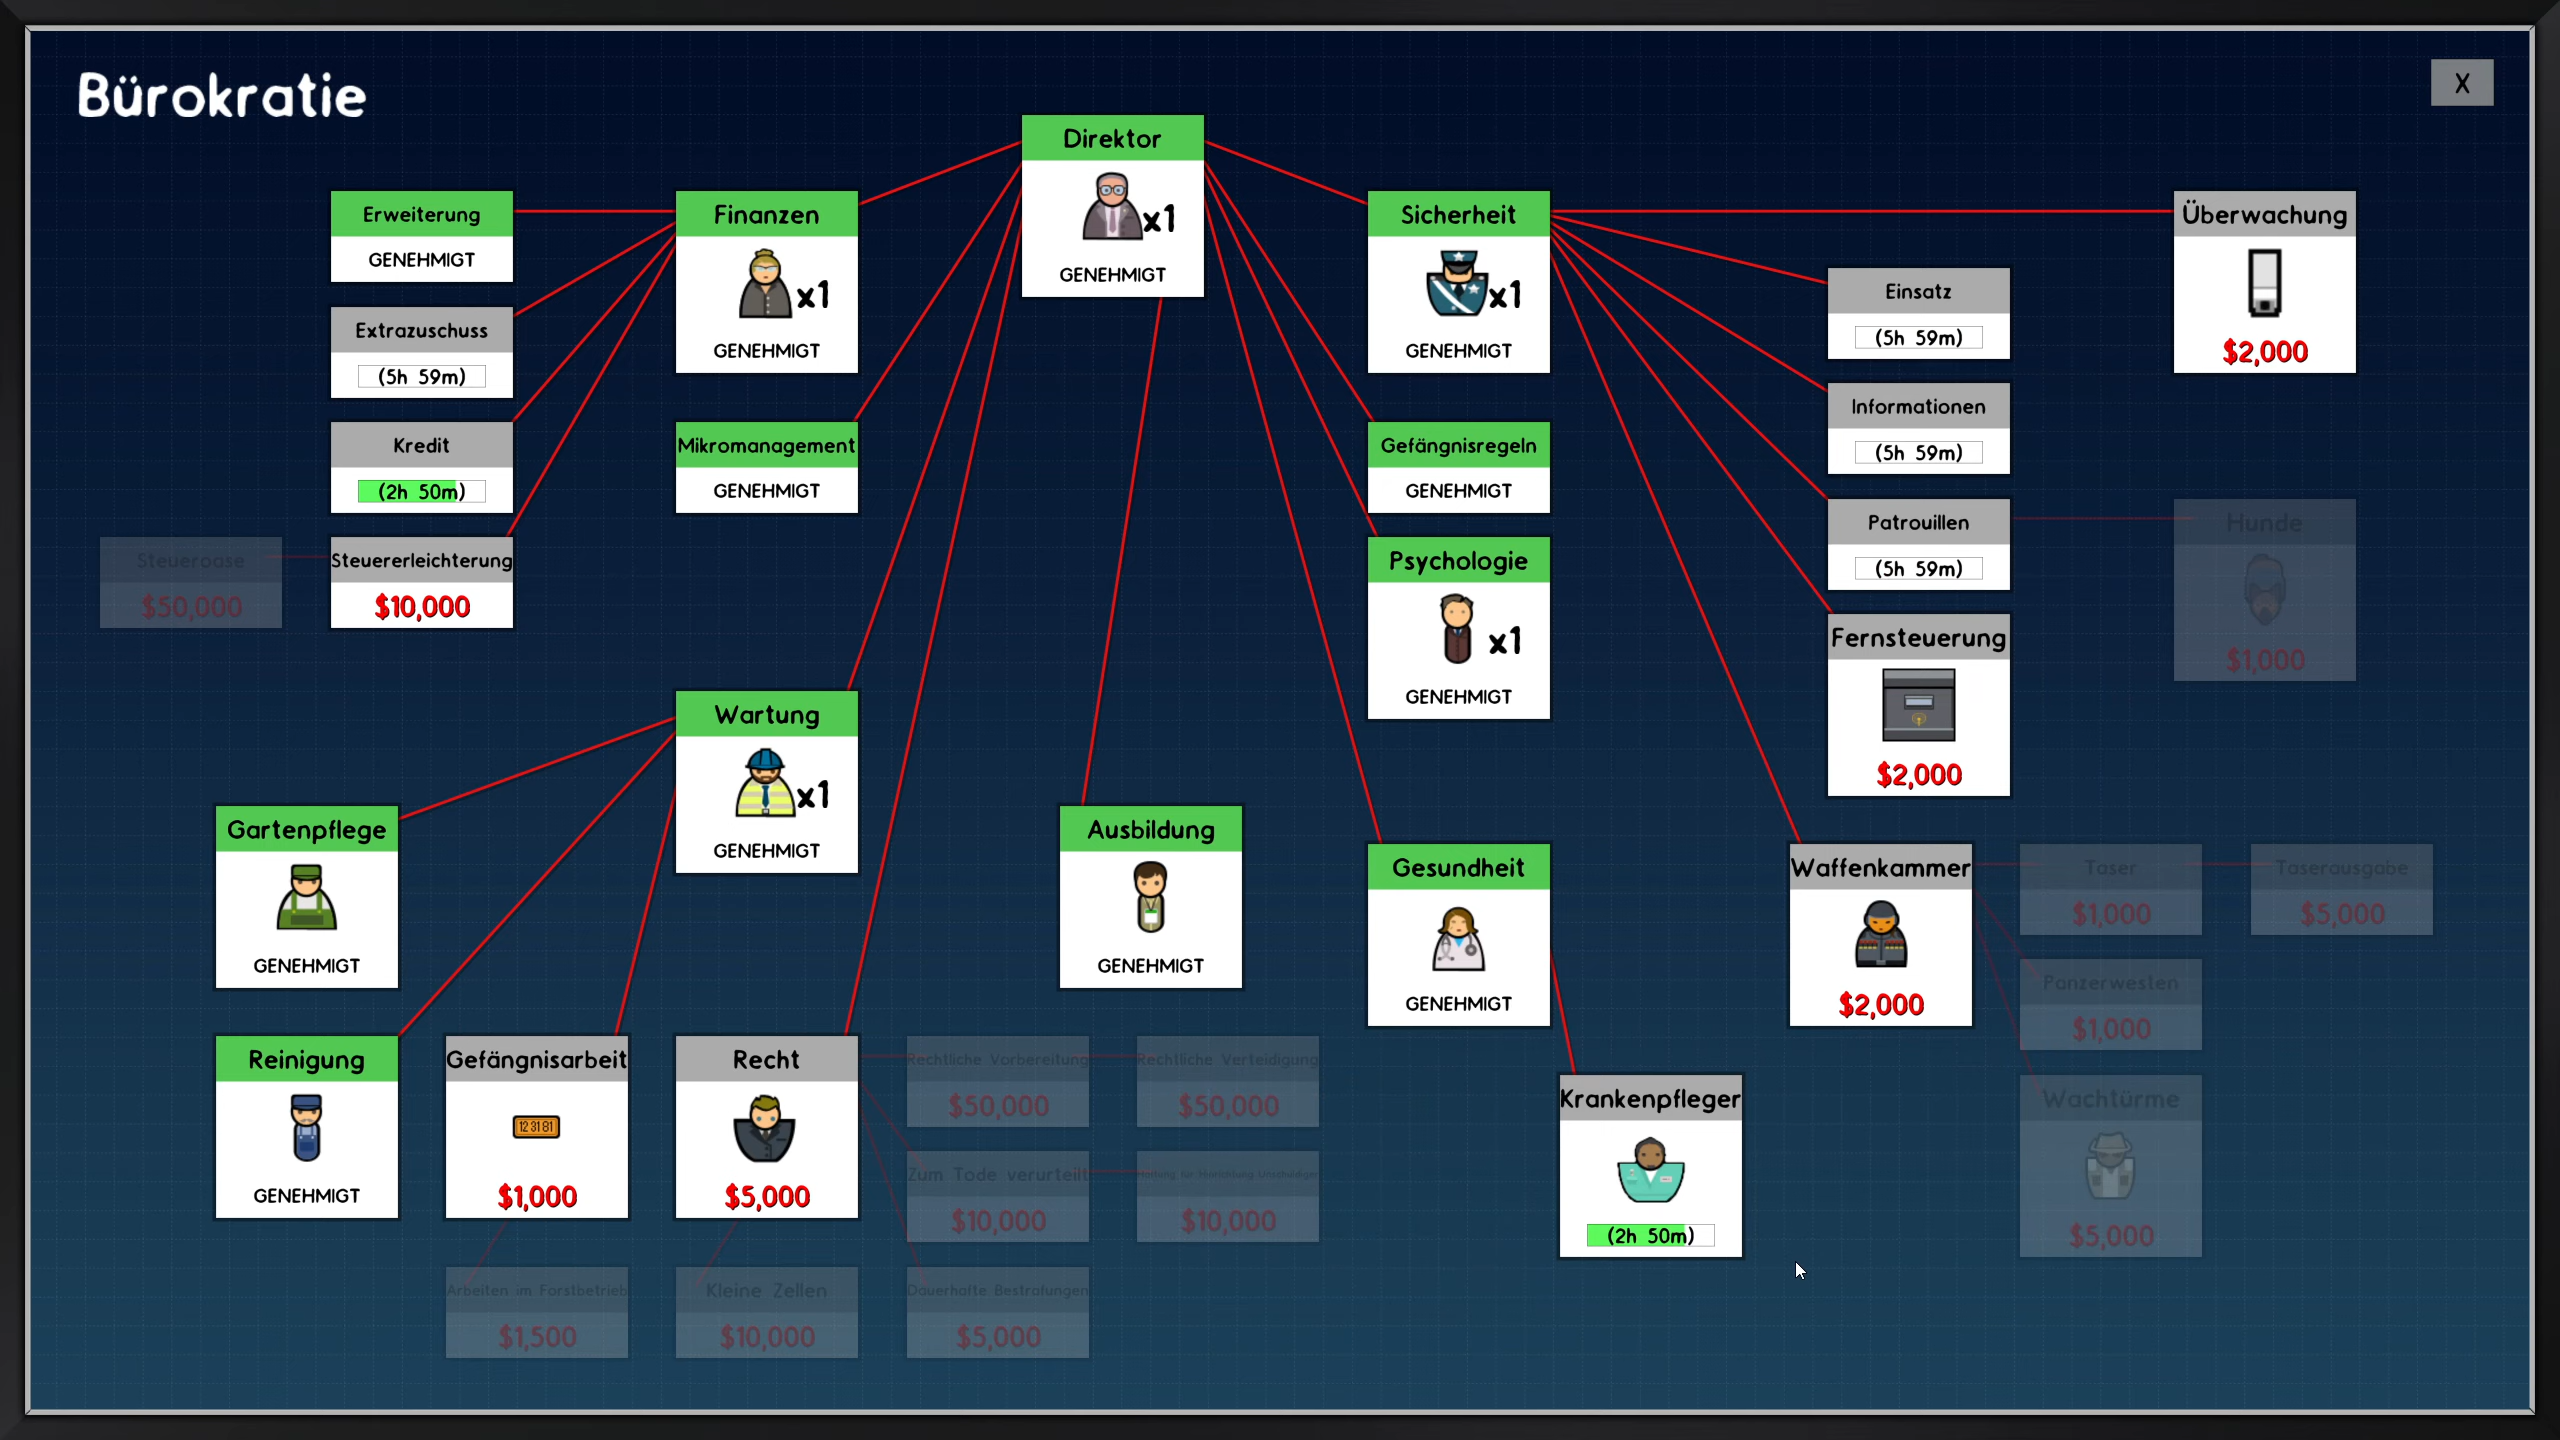 Bürokratie
X
Direktor
x1
GENEHMIGT
Erweiterung
GENEHMIGT
Finanzen
x1
GENEHMIGT
Sicherheit
x1
GENEHMIGT
Überwachung
$2,000
Extrazuschuss
(5h 59m)
Einsatz
(5h 59m)
Kredit
(2h 50m)
Mikromanagement
GENEHMIGT
Gefängnisregeln
GENEHMIGT
Informationen
(5h 59m)
Steueroase
$50,000
Steuererleichterung
$10,000
Psychologie
x1
GENEHMIGT
Patrouillen
(5h 59m)
Hunde
$1,000
Fernsteuerung
$2,000
Wartung
x1
GENEHMIGT
Gartenpflege
GENEHMIGT
Ausbildung
GENEHMIGT
Gesundheit
GENEHMIGT
Waffenkammer
$2,000
Taser
$1,000
Taserausgabe
$5,000
Panzerwesten
$1,000
Reinigung
GENEHMIGT
Gefängnisarbeit
123181
$1,000
Recht
$5,000
Rechtliche Vorbereitung
$50,000
Rechtliche Verteidigung
$50,000
Krankenpfleger
(2h 50m)
Wachtürme
$5,000
Zum Tode verurteilt
$10,000
$10,000
Arbeiten im Forstbetrieb
$1,500
Kleine Zellen
$10,000
Dauerhafte Bestrafungen
$5,000